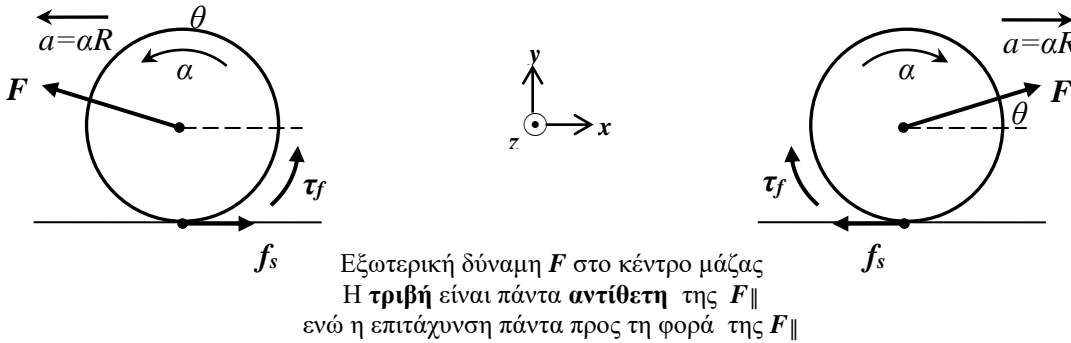 θ
a=αR
α
F
τf
fs
y
x
z
a=αR
α
F
θ
τf
fs
Εξωτερική δύναμη F στο κέντρο μάζας
Η τριβή είναι πάντα αντίθετη της F∥
ενώ η επιτάχυνση πάντα προς τη φορά της F∥